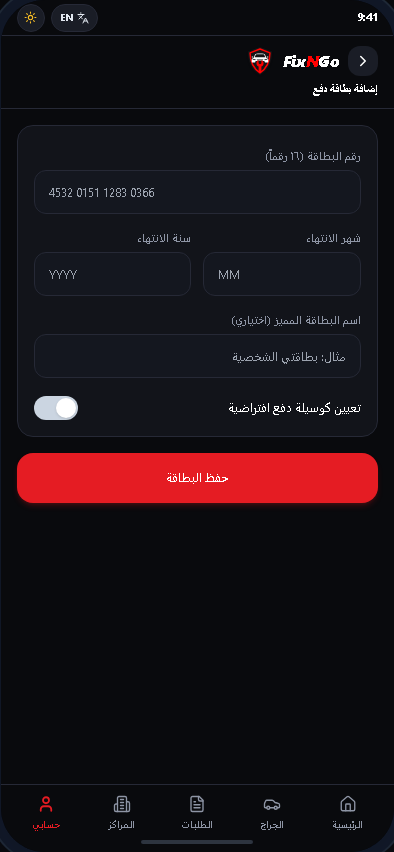 9:41
EN
FixNGo
إضافة بطاقة دفع
رقم البطاقة (١٦ رقماً)
4532 0151 1283 0366
شهر الانتهاء
سنة الانتهاء
MM
YYYY
اسم البطاقة المميز (اختياري)
مثال: بطاقتي الشخصية
تعيين كوسيلة دفع افتراضية
حفظ البطاقة
الرئيسية
الجراج
الطلبات
المراكز
حسابي